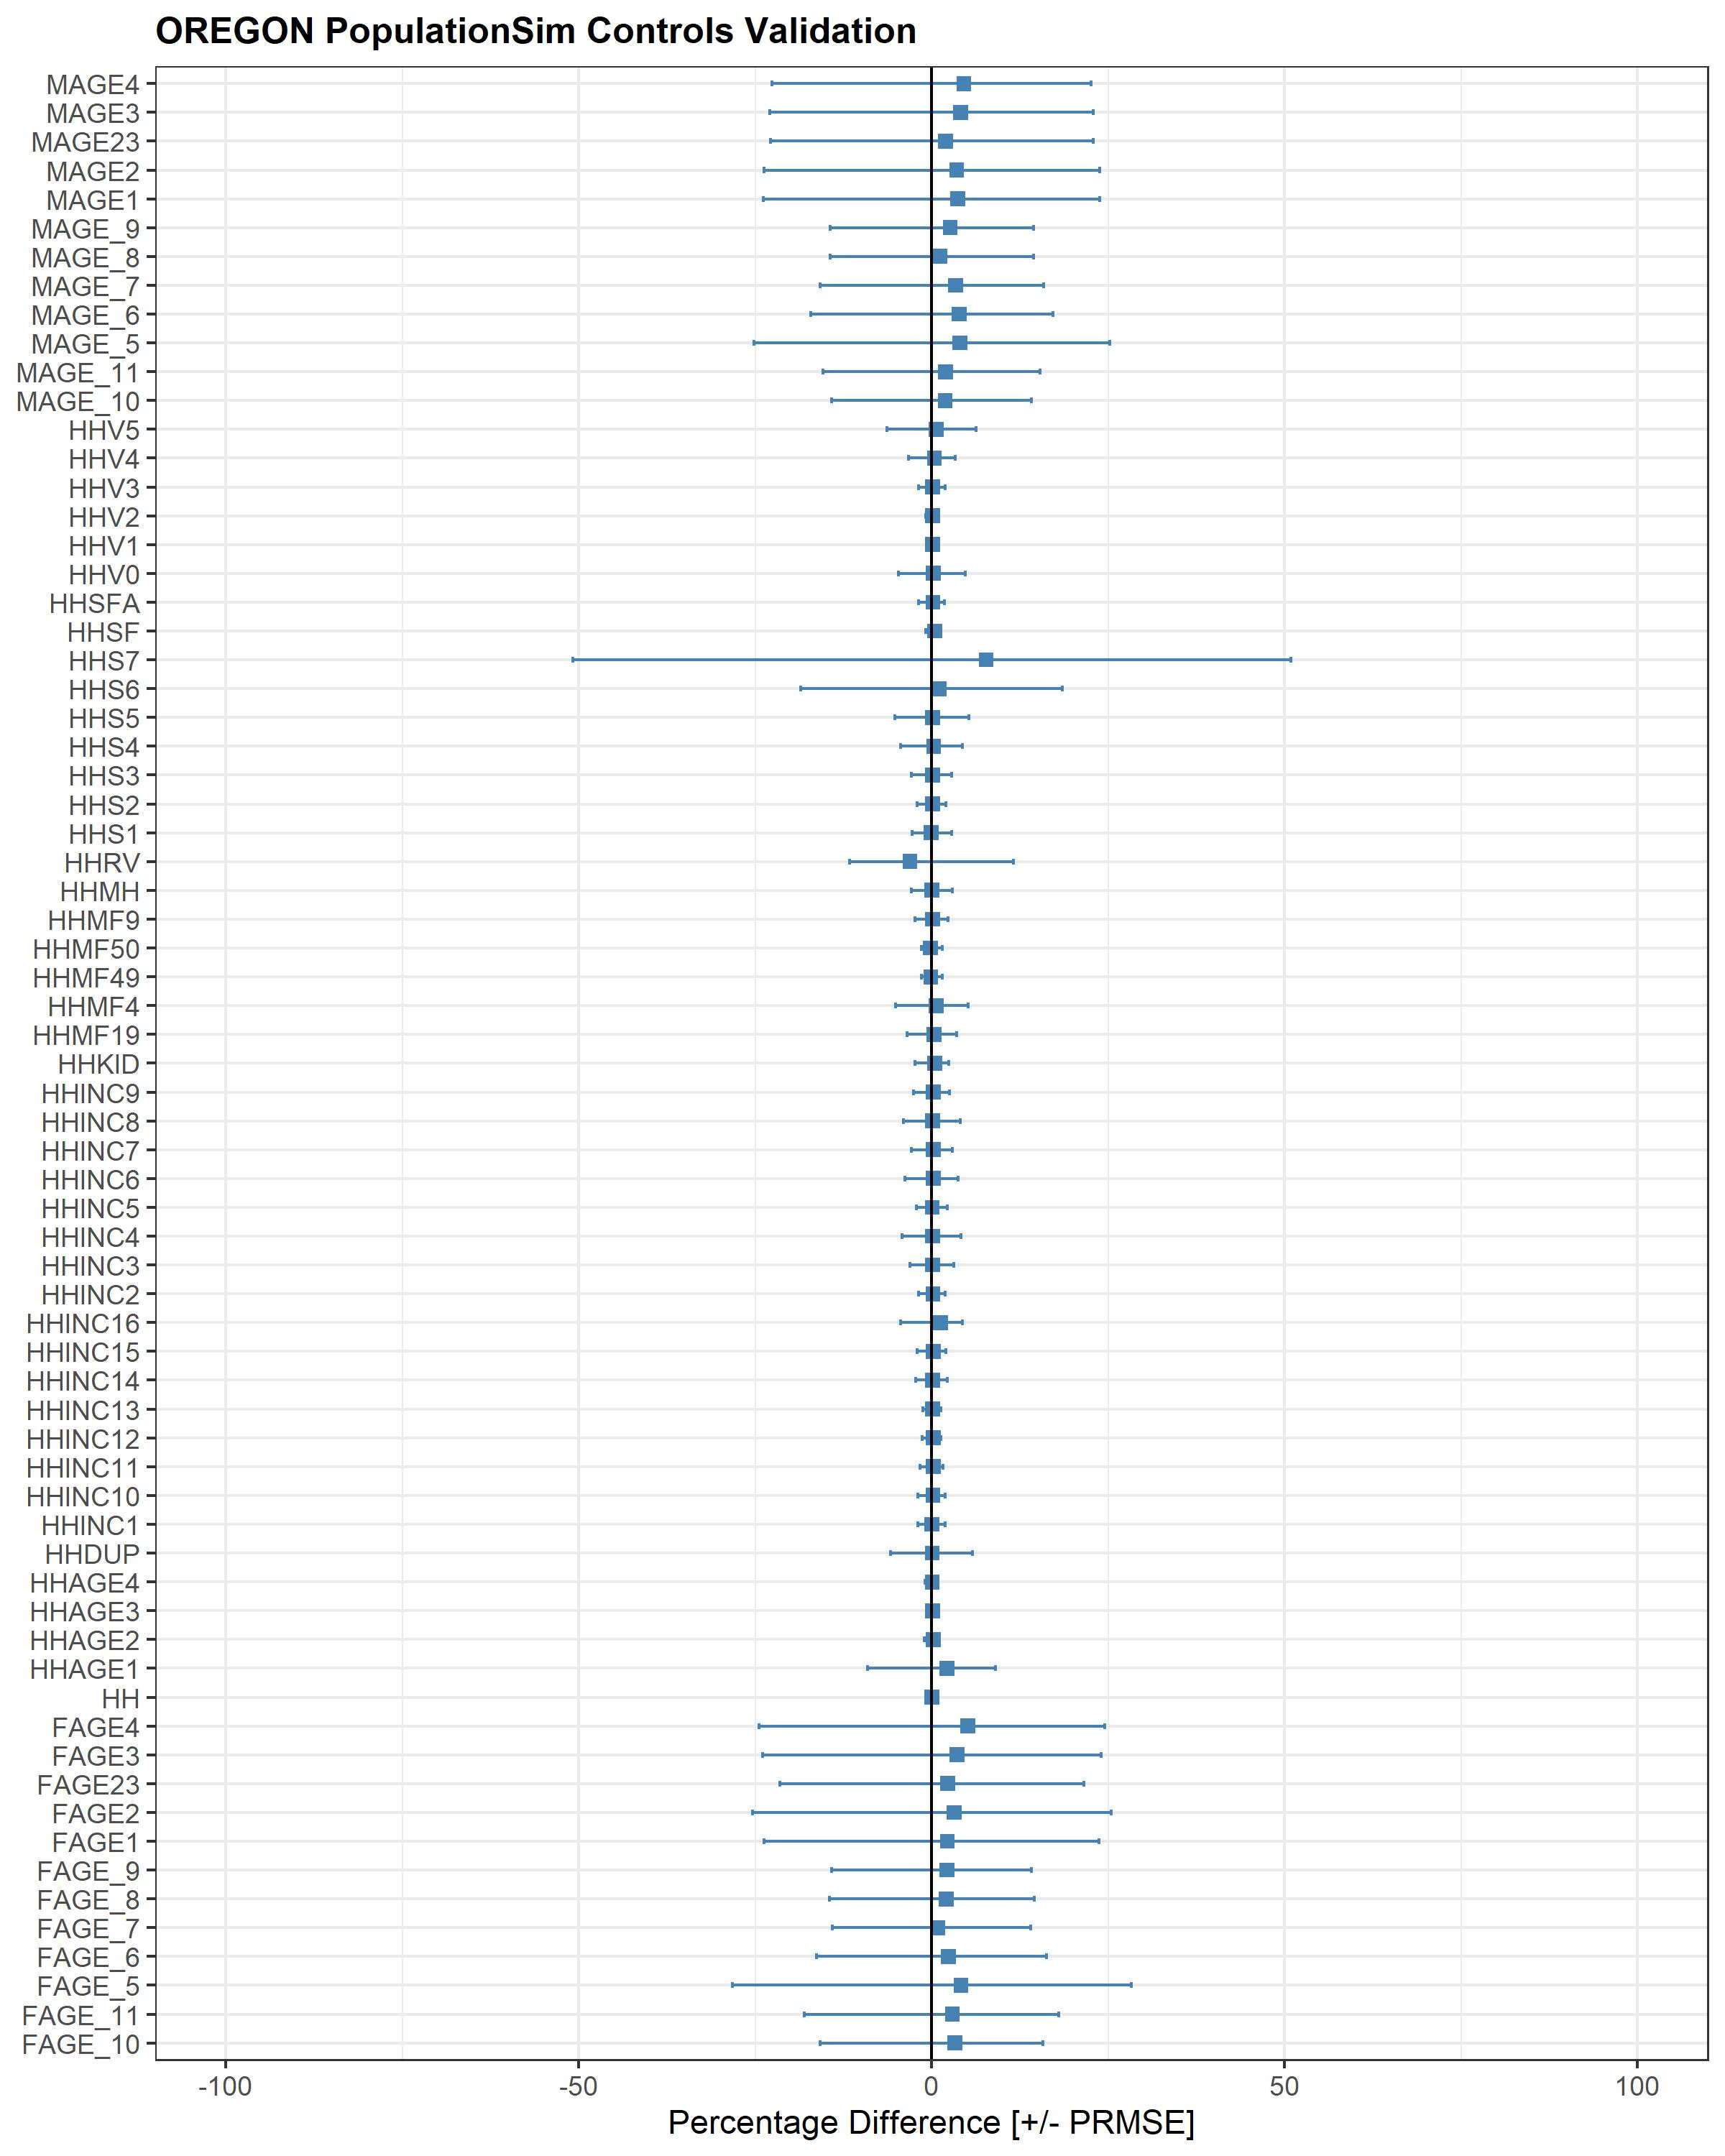 OREGON PopulationSim Controls Validation
MAGE4
MAGE3
MAGE23
MAGE2
MAGE1
MAGE_9
MAGE_8
MAGE_7
MAGE_6
MAGE_5
MAGE_11
MAGE_10
HHV5
HHV4
HHV3
HHV2
HHV1
HHV0
HHSFA
HHSF
HHS7
HHS6
HHS5
HHS4
HHS3
HHS2
HHS1
HHRV
HHMH
HHMF9
HHMF50
HHMF49
HHMF4
HHMF19
HHKID
HHINC9
HHINC8
HHINC7
HHINC6
HHINC5
HHINC4
HHINC3
HHINC2
HHINC16
HHINC15
HHINC14
HHINC13
HHINC12
HHINC11
HHINC10
HHINC1
HHDUP
HHAGE4
HHAGE3
HHAGE2
HHAGE1
HH
FAGE4
FAGE3
FAGE23
FAGE2
FAGE1
FAGE_9
FAGE_8
FAGE_7
FAGE_6
FAGE_5
FAGE_11
FAGE_10
-100 -50 0 50 100
Percentage Difference [+/- PRMSE]